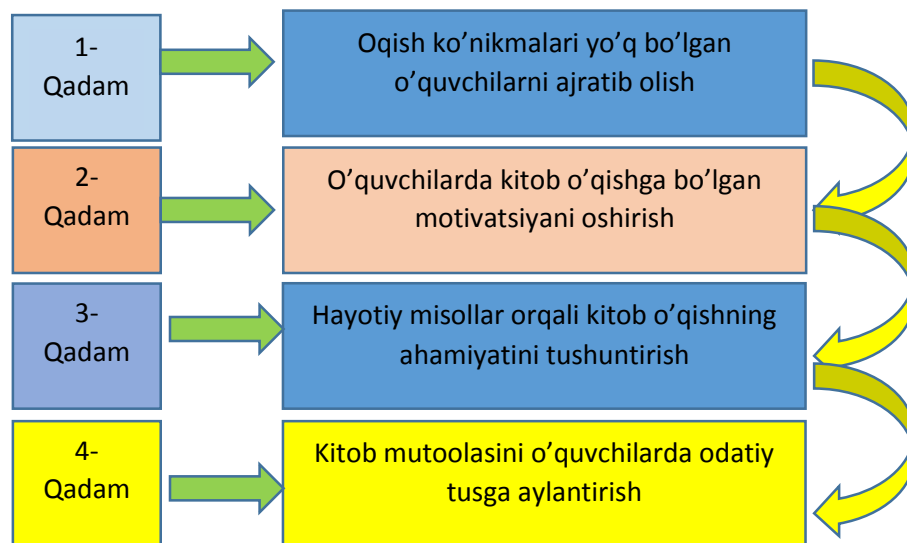 1-
Qadam
Oqish ko’nikmalari yo’q bo’lgan
o’quvchilarni ajratib olish
2-
Qadam
O’quvchilarda kitob o’qishga bo’lgan
motivatsiyani oshirish
3-
Qadam
Hayotiy misollar orqali kitob o’qishning
ahamiyatini tushuntirish
4-
Qadam
Kitob mutoolasini o’quvchilarda odatiy
tusga aylantirish